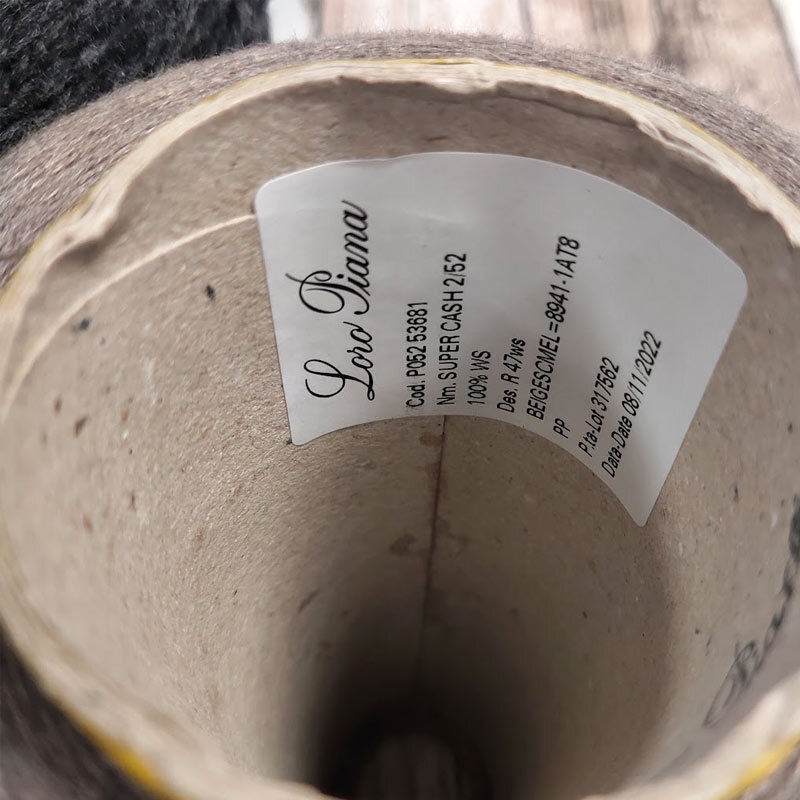 Loro Piana
Cod. P052 53681
Nm. SUPER CASH 2/52
100% WS
Des. R 47ws
BEIGESCMEL=8941-1AT8
PP
P.ta-Lot 317562
Data-Date 08/11/2022